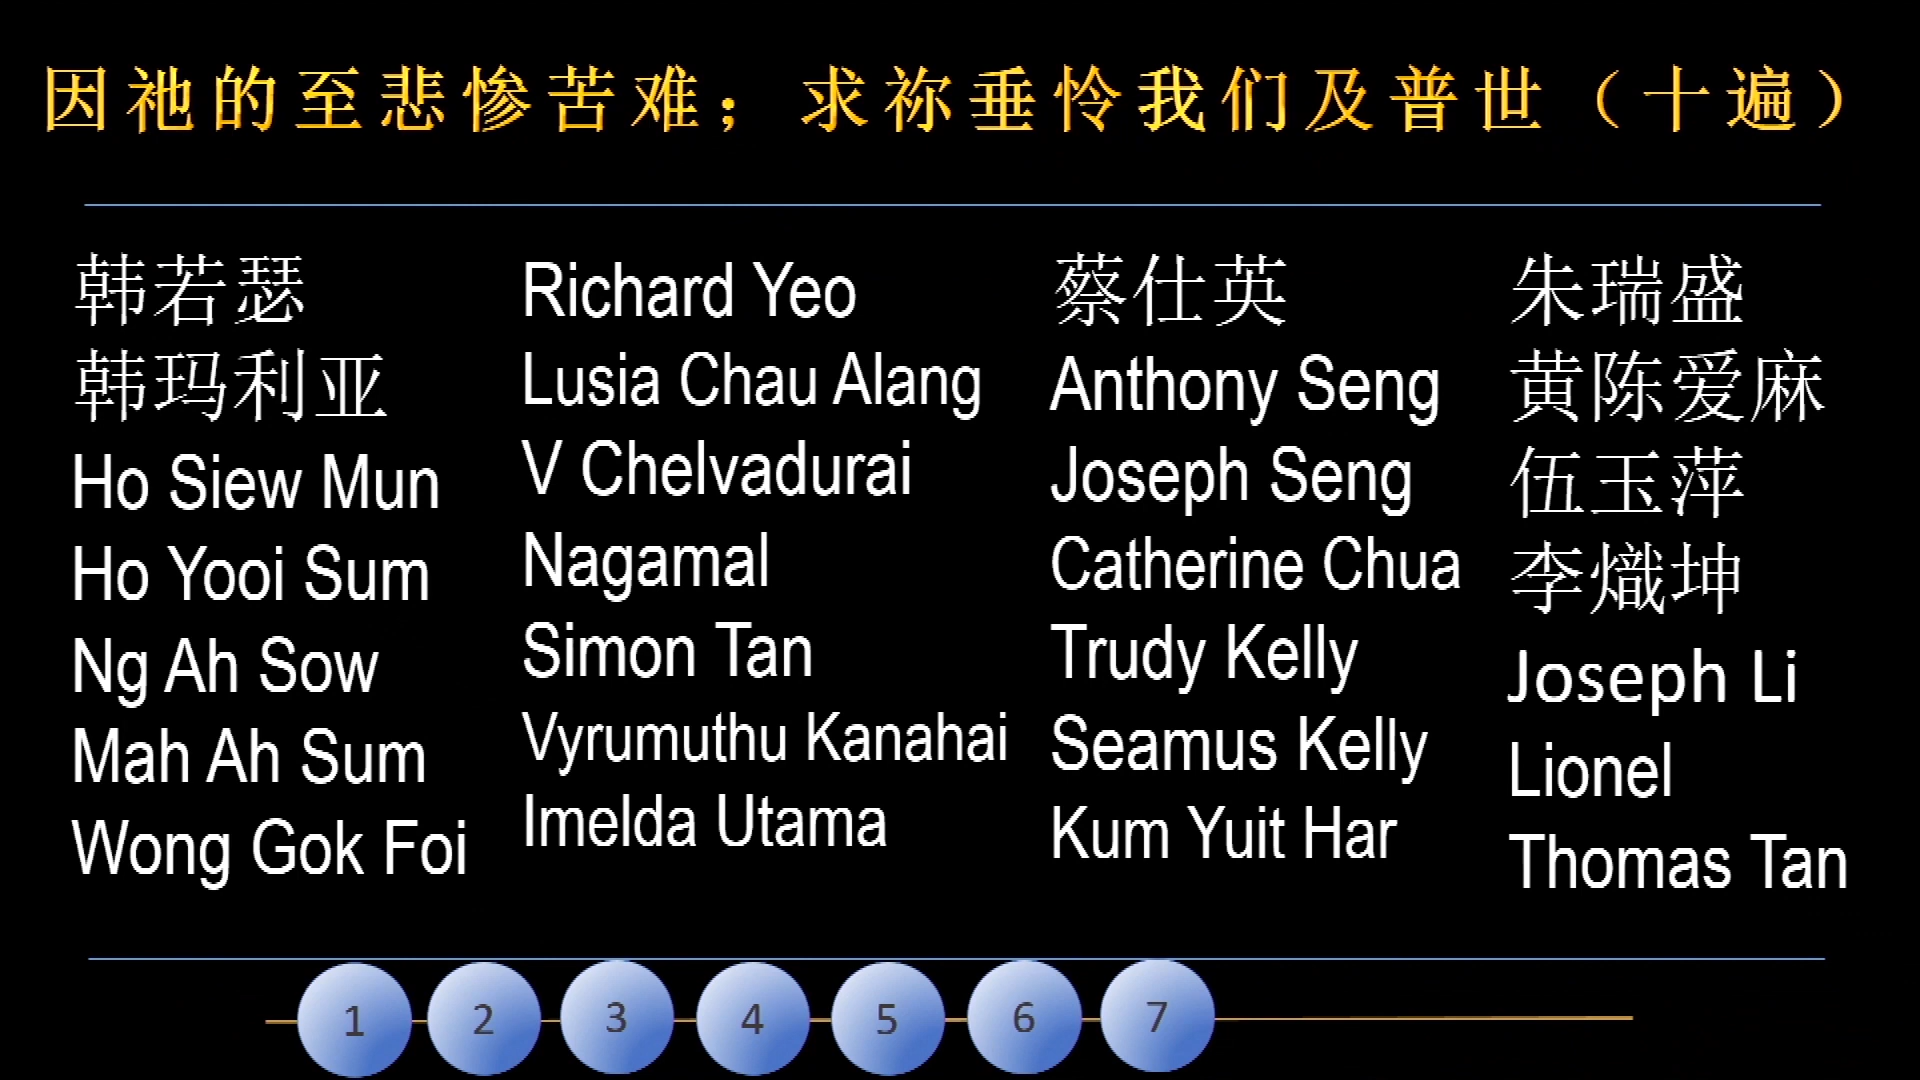 因祂的至悲惨苦难；求祢垂怜我们及普世（十遍）
韩若瑟
韩玛利亚
Ho Siew Mun
Ho Yooi Sum
Ng Ah Sow
Mah Ah Sum
Wong Gok Foi
Richard Yeo
Lusia Chau Alang
V Chelvadurai
Nagamal
Simon Tan
Vyrumuthu Kanahai
Imelda Utama
蔡仕英
Anthony Seng
Joseph Seng
Catherine Chua
Trudy Kelly
Seamus Kelly
Kum Yuit Har
朱瑞盛
黄陈爱麻
伍玉萍
李熾坤
Joseph Li
Lionel
Thomas Tan
1 2 3 4 5 6 7